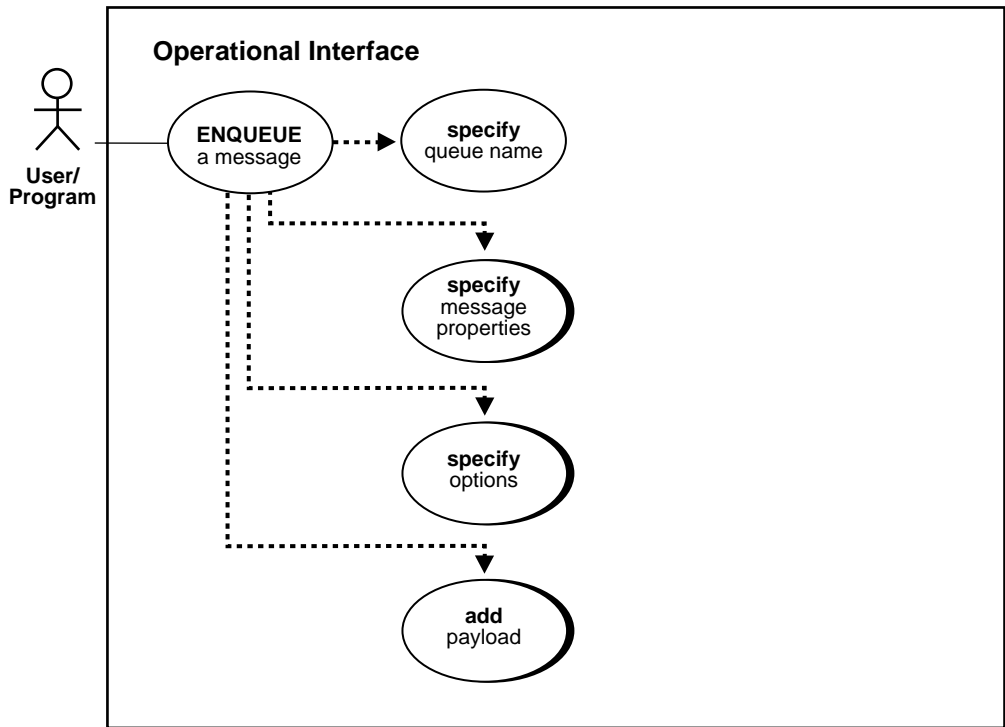 Operational Interface
User/
Program
ENQUEUE
a message
specify
queue name
specify
message
properties
specify
options
add
payload